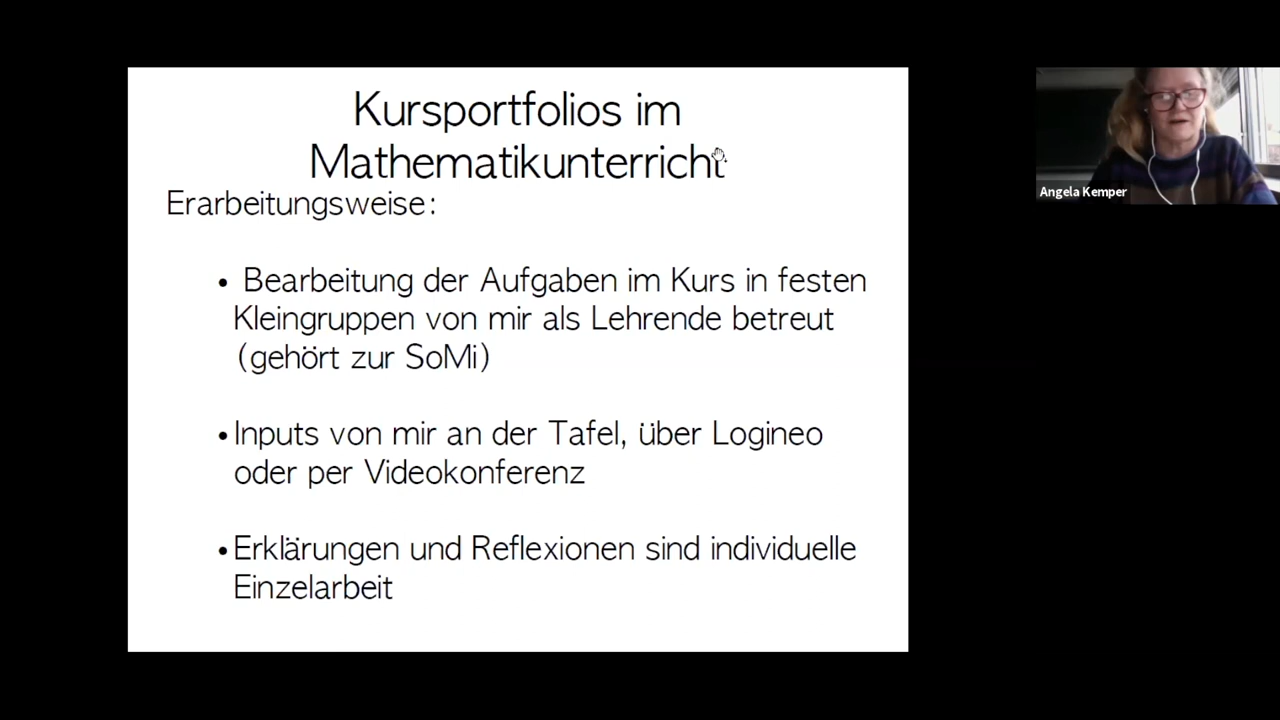 Kursportfolios im
Mathematikunterricht
Erarbeitungsweise:
• Bearbeitung der Aufgaben im Kurs in festen
Kleingruppen von mir als Lehrende betreut
(gehört zur SoMi)
• Inputs von mir an der Tafel, über Logineo
oder per Videokonferenz
• Erklärungen und Reflexionen sind individuelle
Einzelarbeit
Angela Kemper